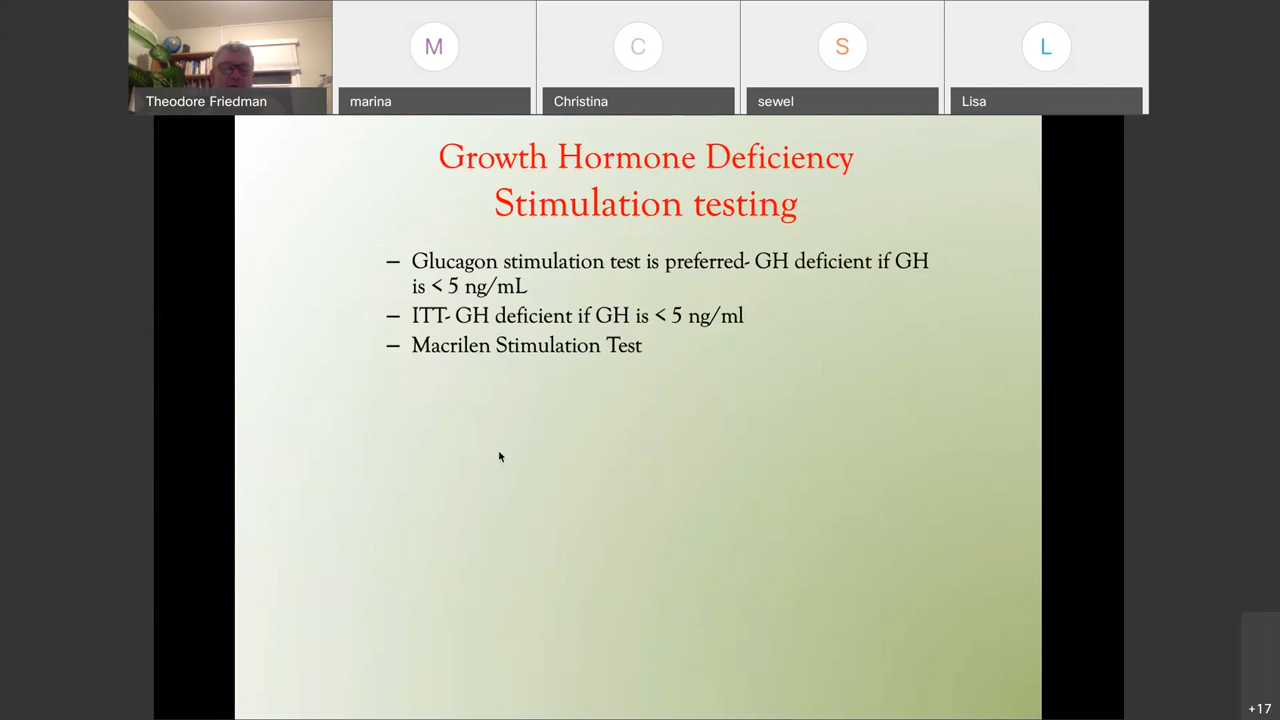 M
C
S
L
Theodore Friedman
marina
Christina
sewel
Lisa
Growth Hormone Deficiency
Stimulation testing
– Glucagon stimulation test is preferred- GH deficient if GH
is < 5 ng/mL
– ITT- GH deficient if GH is < 5 ng/ml
– Macrilen Stimulation Test
+17